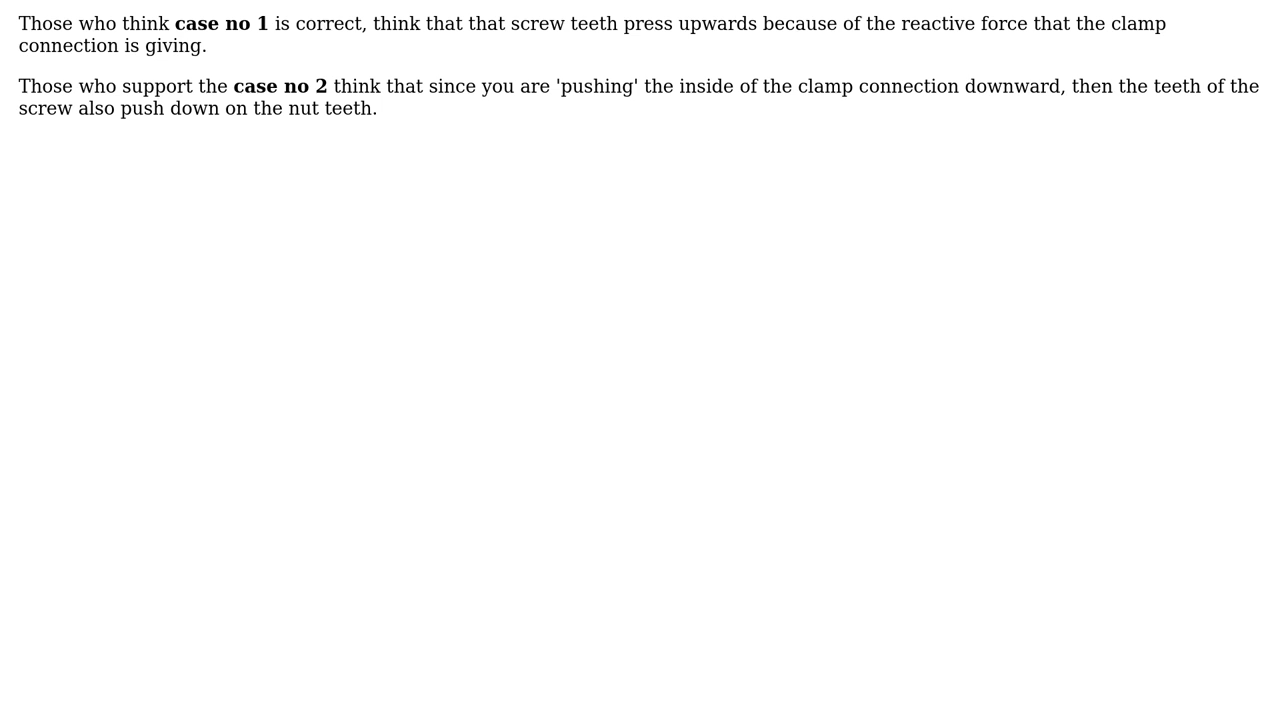 Those who think case no 1 is correct, think that that screw teeth press upwards because of the reactive force that the clamp
connection is giving.
Those who support the case no 2 think that since you are 'pushing' the inside of the clamp connection downward, then the teeth of the
screw also push down on the nut teeth.